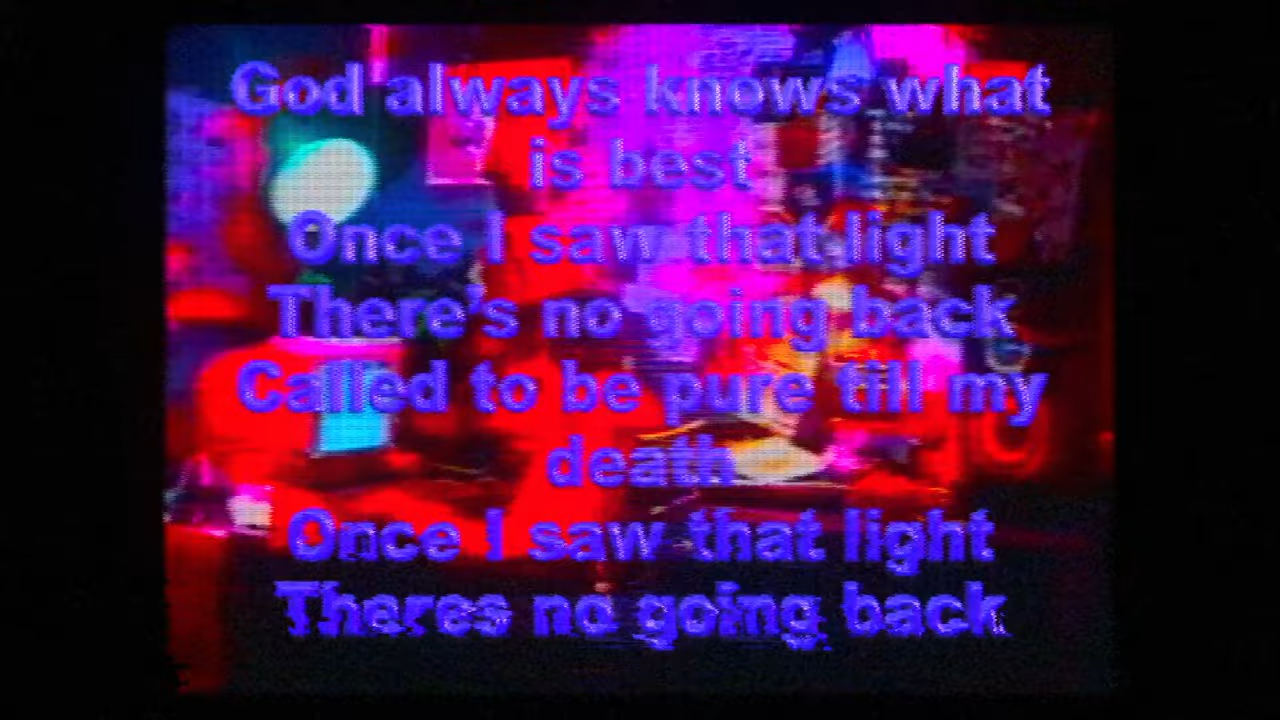 God always knows what
is best
Once I saw that light
There's no going back
Called to be pure till my
death
Once I saw that light
Theres no going back